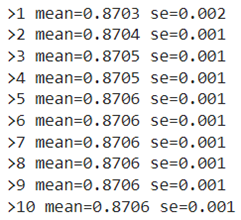 >1 mean=0.8703 se=0.002
>2 mean=0.8704 se=0.001
>3 mean=0.8705 se=0.001
>4 mean=0.8705 se=0.001
>5 mean=0.8706 se=0.001
>6 mean=0.8706 se=0.001
>7 mean=0.8706 se=0.001
>8 mean=0.8706 se=0.001
>9 mean=0.8706 se=0.001
>10 mean=0.8706 se=0.001